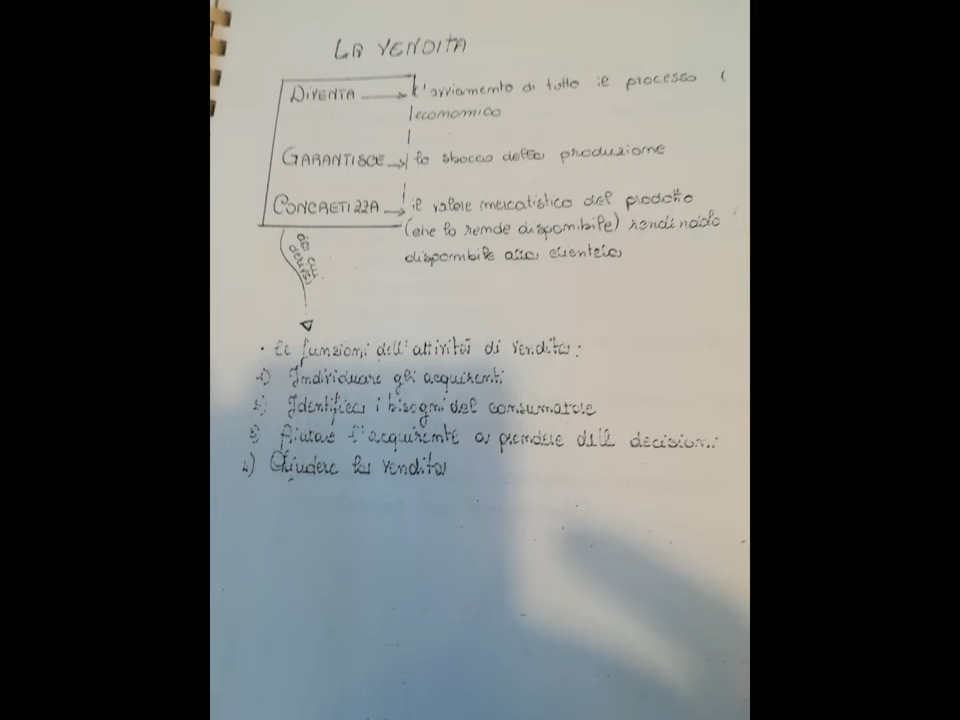 LA VENDITA
DIVENTA → l'avviamento di tutto il processo (
economico
GARANTISCE → lo sbocco della produzione
CONCRETIZZA → il valore mercatistico del prodotto
(che lo rende disponibile) rendinàdo
disponibile alla clientela
da cui
deriva
• Le funzioni dell'attività di vendita:
1) Individuare gli acquirenti
2) Identifica i bisogni del consumatore
3) Aiutare l'acquirente a prendere delle decisioni:
4) Chiudere la vendita